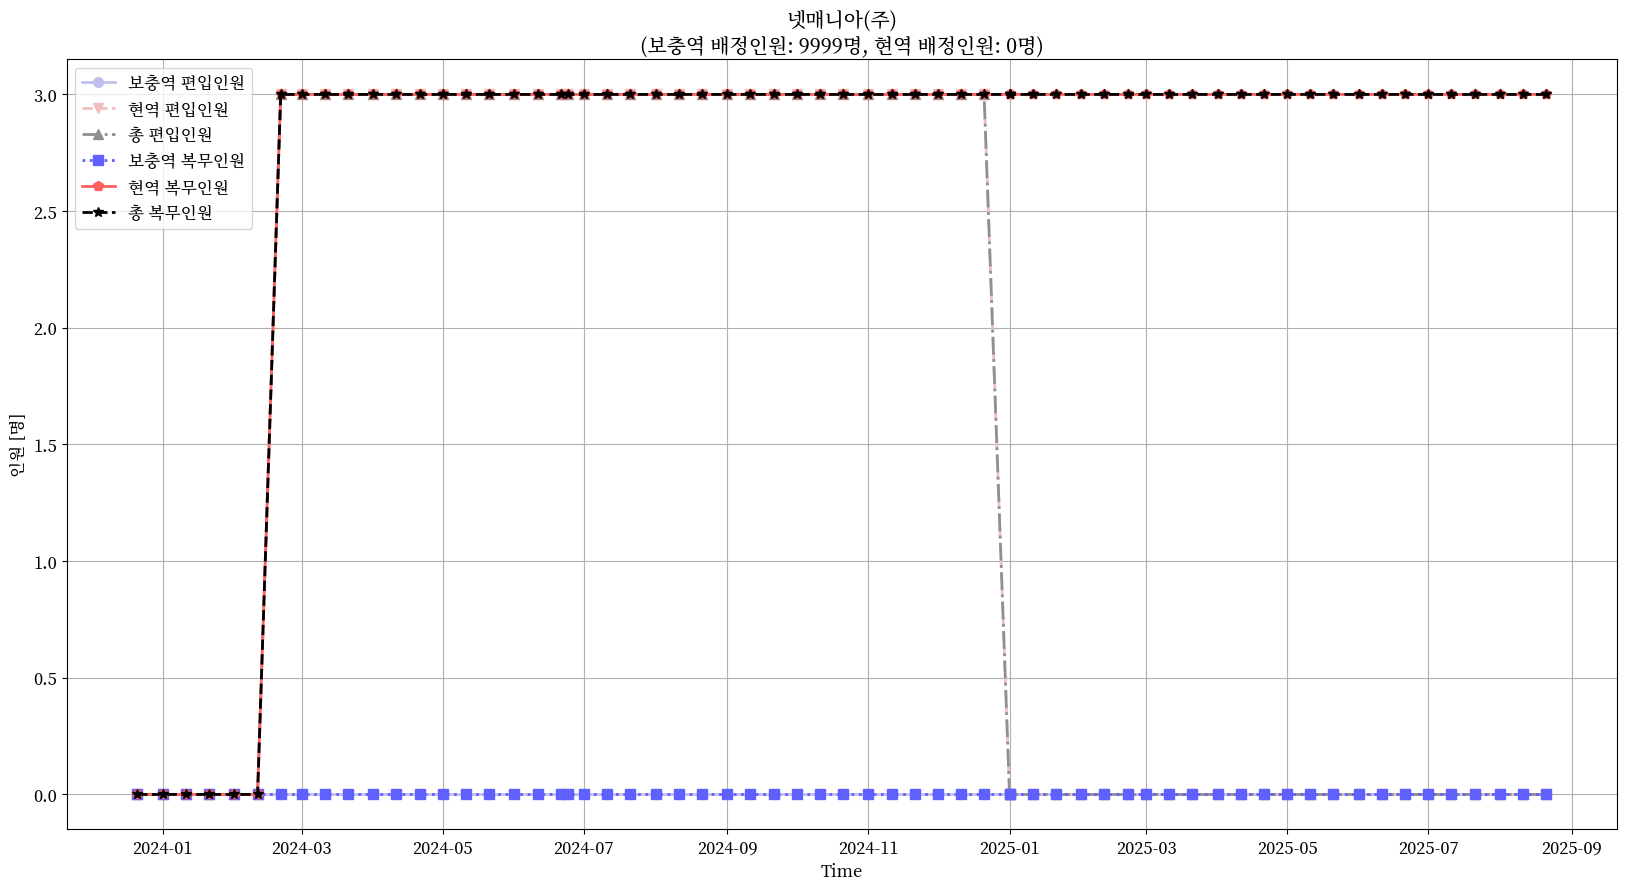 넷매니아(주)
(보충역 배정인원: 9999명, 현역 배정인원: 0명)
보충역 편입인원
현역 편입인원
총 편입인원
보충역 복무인원
현역 복무인원
총 복무인원
인원 [명]
3.0
2.5
2.0
1.5
1.0
0.5
0.0
2024-01 2024-03 2024-05 2024-07 2024-09 2024-11 2025-01 2025-03 2025-05 2025-07 2025-09
Time